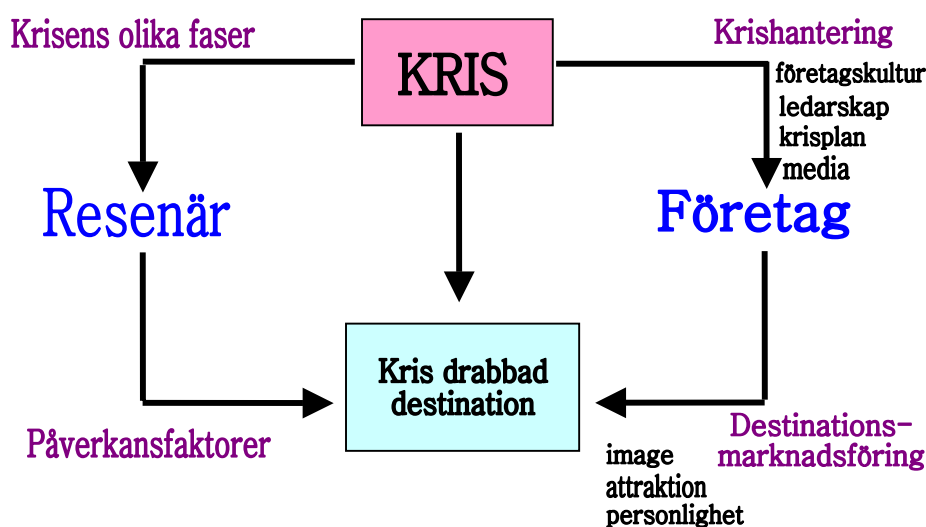 Krisens olika faser
KRIS
Krishantering
företagskultur
ledarskap
krisplan
media
Resenär
Företag
Kris drabbad
destination
Påverkansfaktorer
Destinations-
marknadsföring
image
attraktion
personlighet